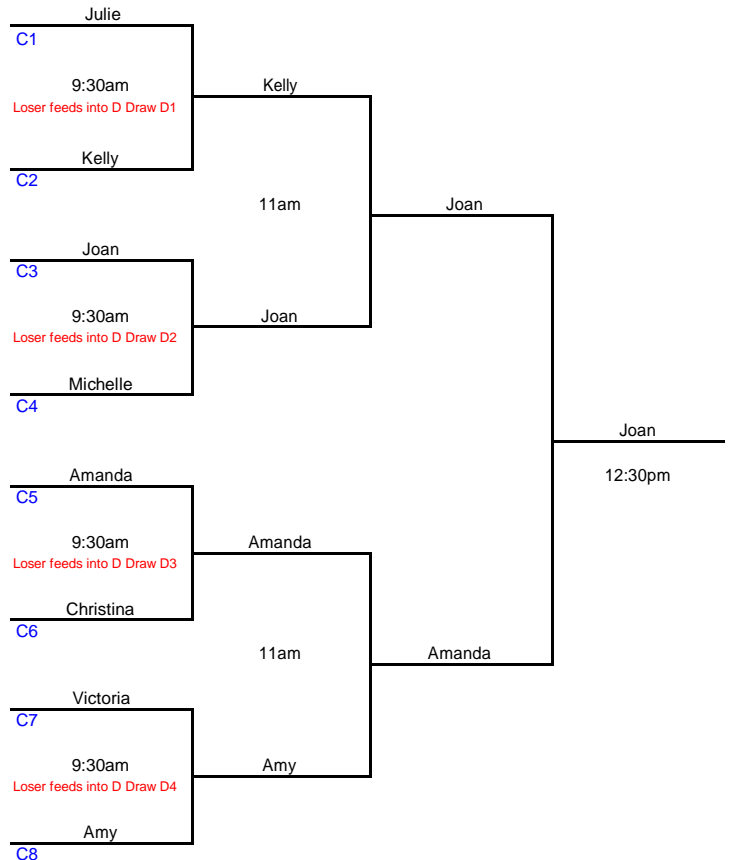 Julie
C1
9:30am
Kelly
Loser feeds into D Draw D1
Kelly
C2
11am
Joan
Joan
C3
9:30am
Joan
Loser feeds into D Draw D2
Michelle
C4
Joan
12:30pm
Amanda
C5
9:30am
Amanda
Loser feeds into D Draw D3
Christina
C6
11am
Amanda
Victoria
C7
9:30am
Amy
Loser feeds into D Draw D4
Amy
C8